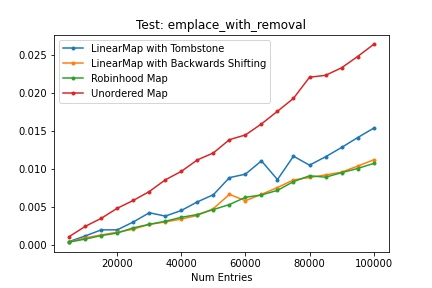 Test: emplace_with_removal
LinearMap with Tombstone
LinearMap with Backwards Shifting
Robinhood Map
Unordered Map
0.025
0.020
0.015
0.010
0.005
0.000
20000 40000 60000 80000 100000
Num Entries